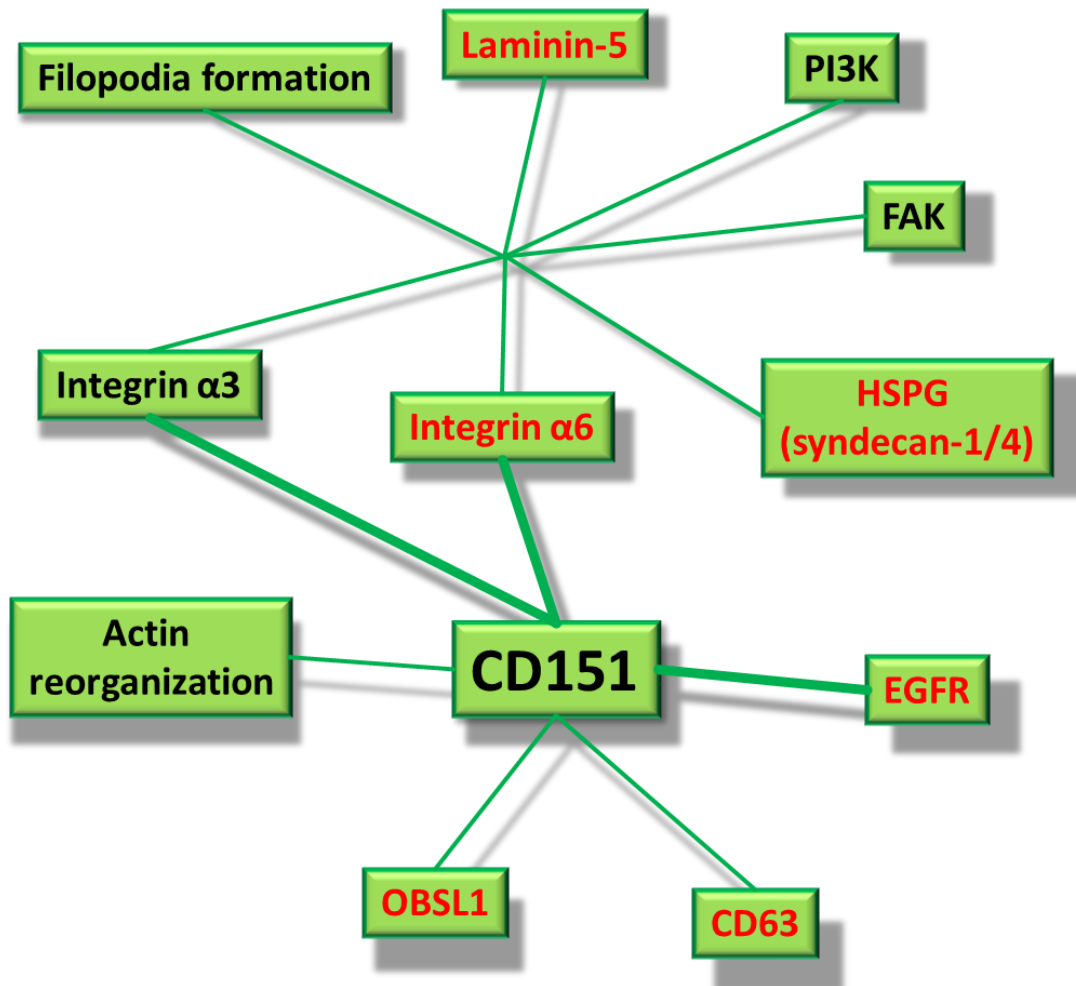 Laminin-5
PI3K
Filopodia formation
FAK
Integrin α3
HSPG
(syndecan-1/4)
Integrin α6
Actin
reorganization
CD151
EGFR
OBSL1
CD63